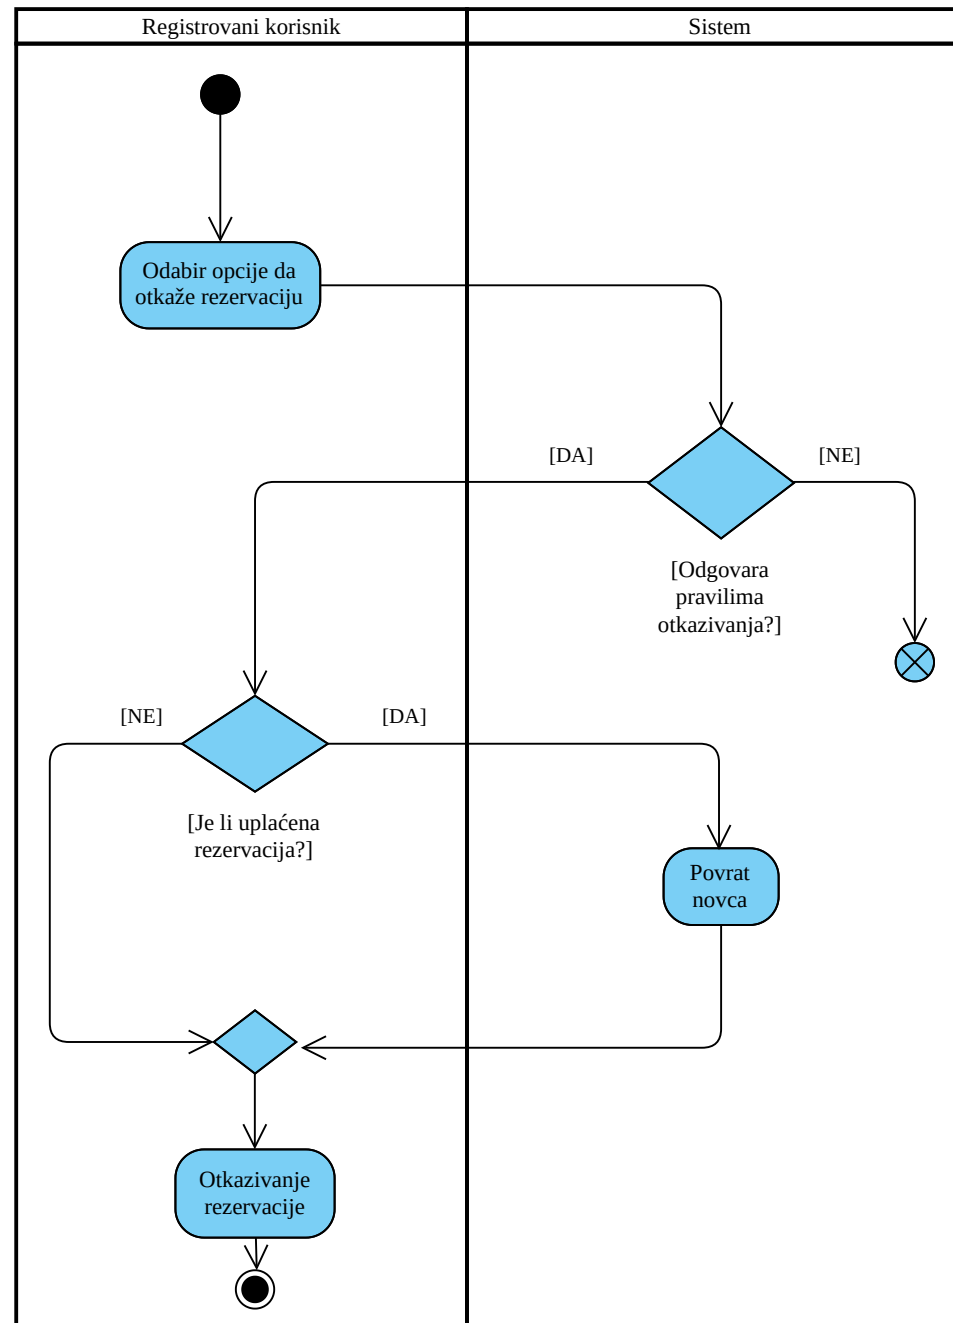 Registrovani korisnik
Sistem
Odabir opcije da
otkaže rezervaciju
[DA]
[NE]
[Odgovara
pravilima
otkazivanja?]
[NE]
[DA]
[Je li uplaćena
rezervacija?]
Povrat
novca
Otkazivanje
rezervacije